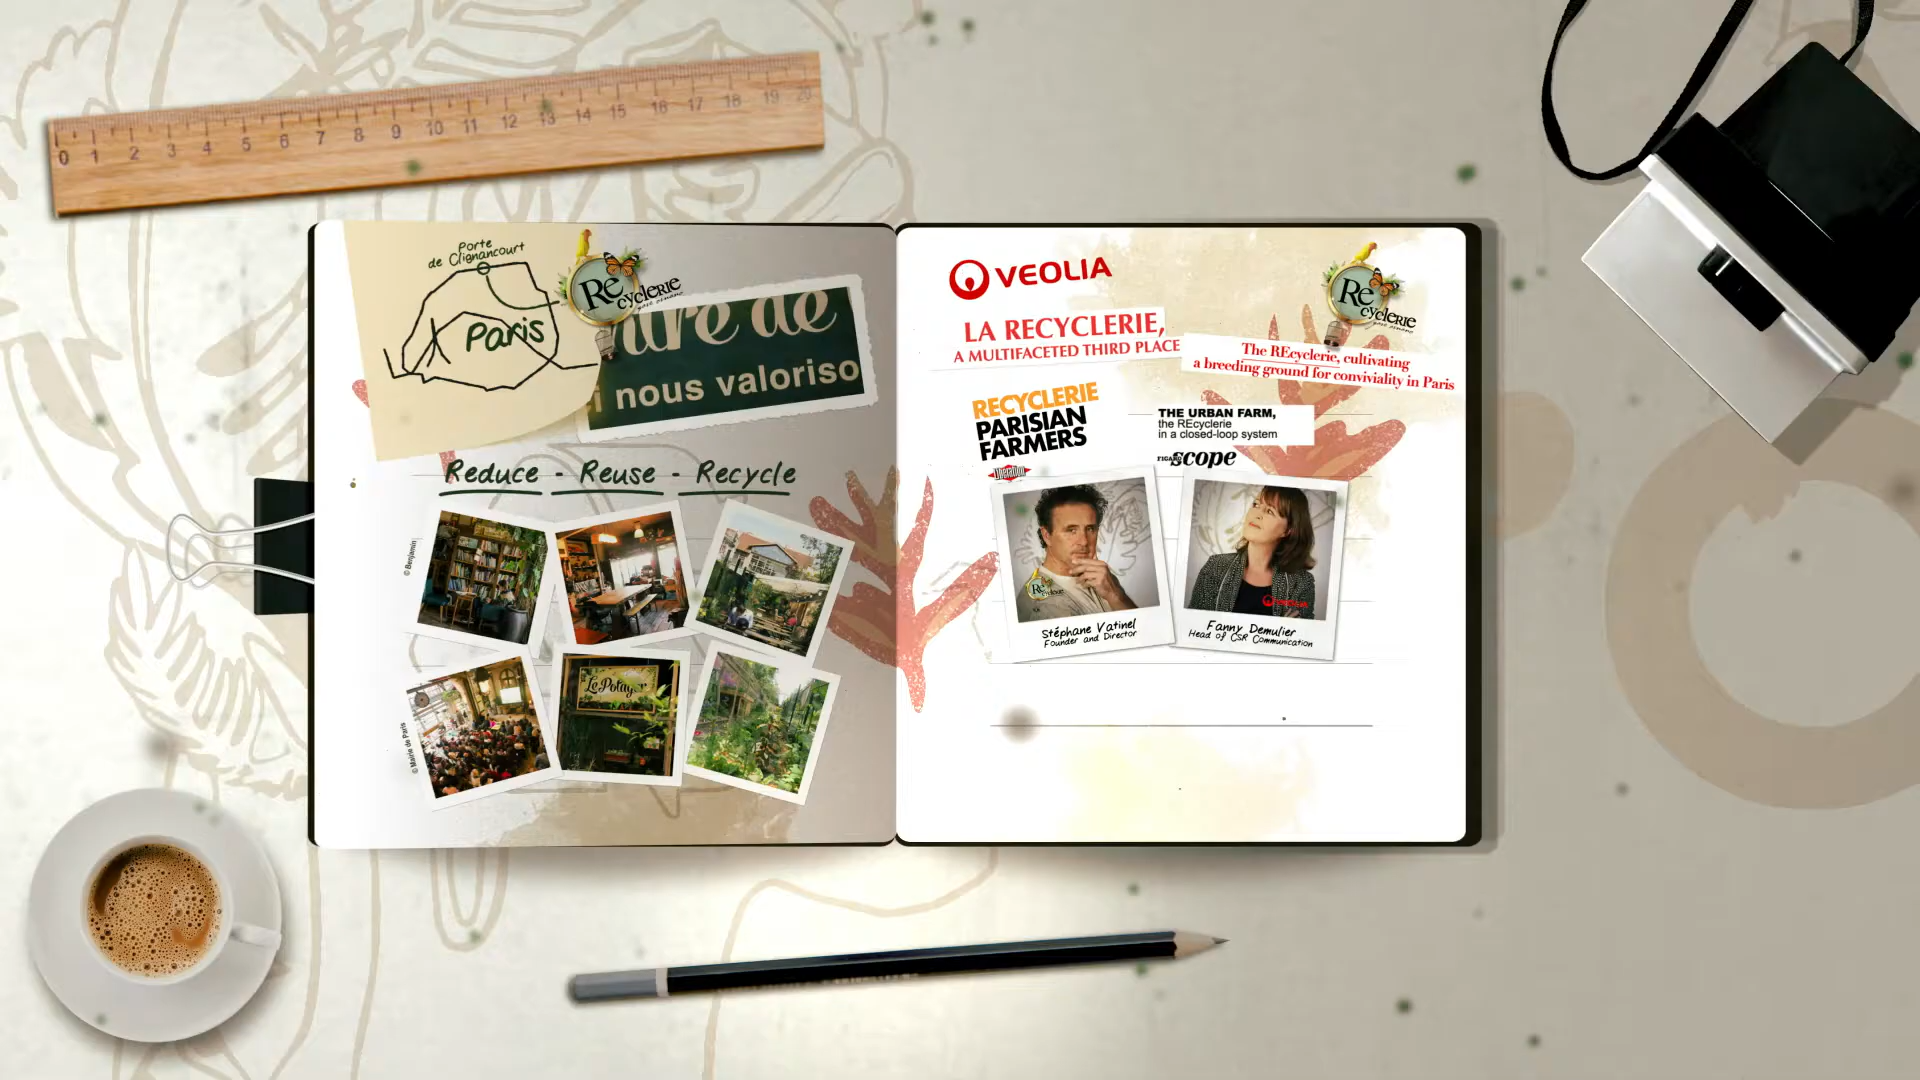 0 1 2 3 4 5 6 7 8 9 10 11 12 13 14 15 16 17 18 19 20
Porte
de Clignancourt
Paris
REcyclerie
nous valoriso
Reduce - Reuse - Recycle
© Benjamin
Le Potager
© Mairie de Paris
VEOLIA
REcyclerie
LA RECYCLERIE,
A MULTIFACETED THIRD PLACE
The REcyclerie, cultivating
a breeding ground for conviviality in Paris
RECYCLERIE
PARISIAN
FARMERS
Libération
THE URBAN FARM,
the REcyclerie
in a closed-loop system
FIGAROscope
REcyclerie
VEOLIA
Stéphane Vatinel
Founder and Director
Fanny Demulier
Head of CSR Communication